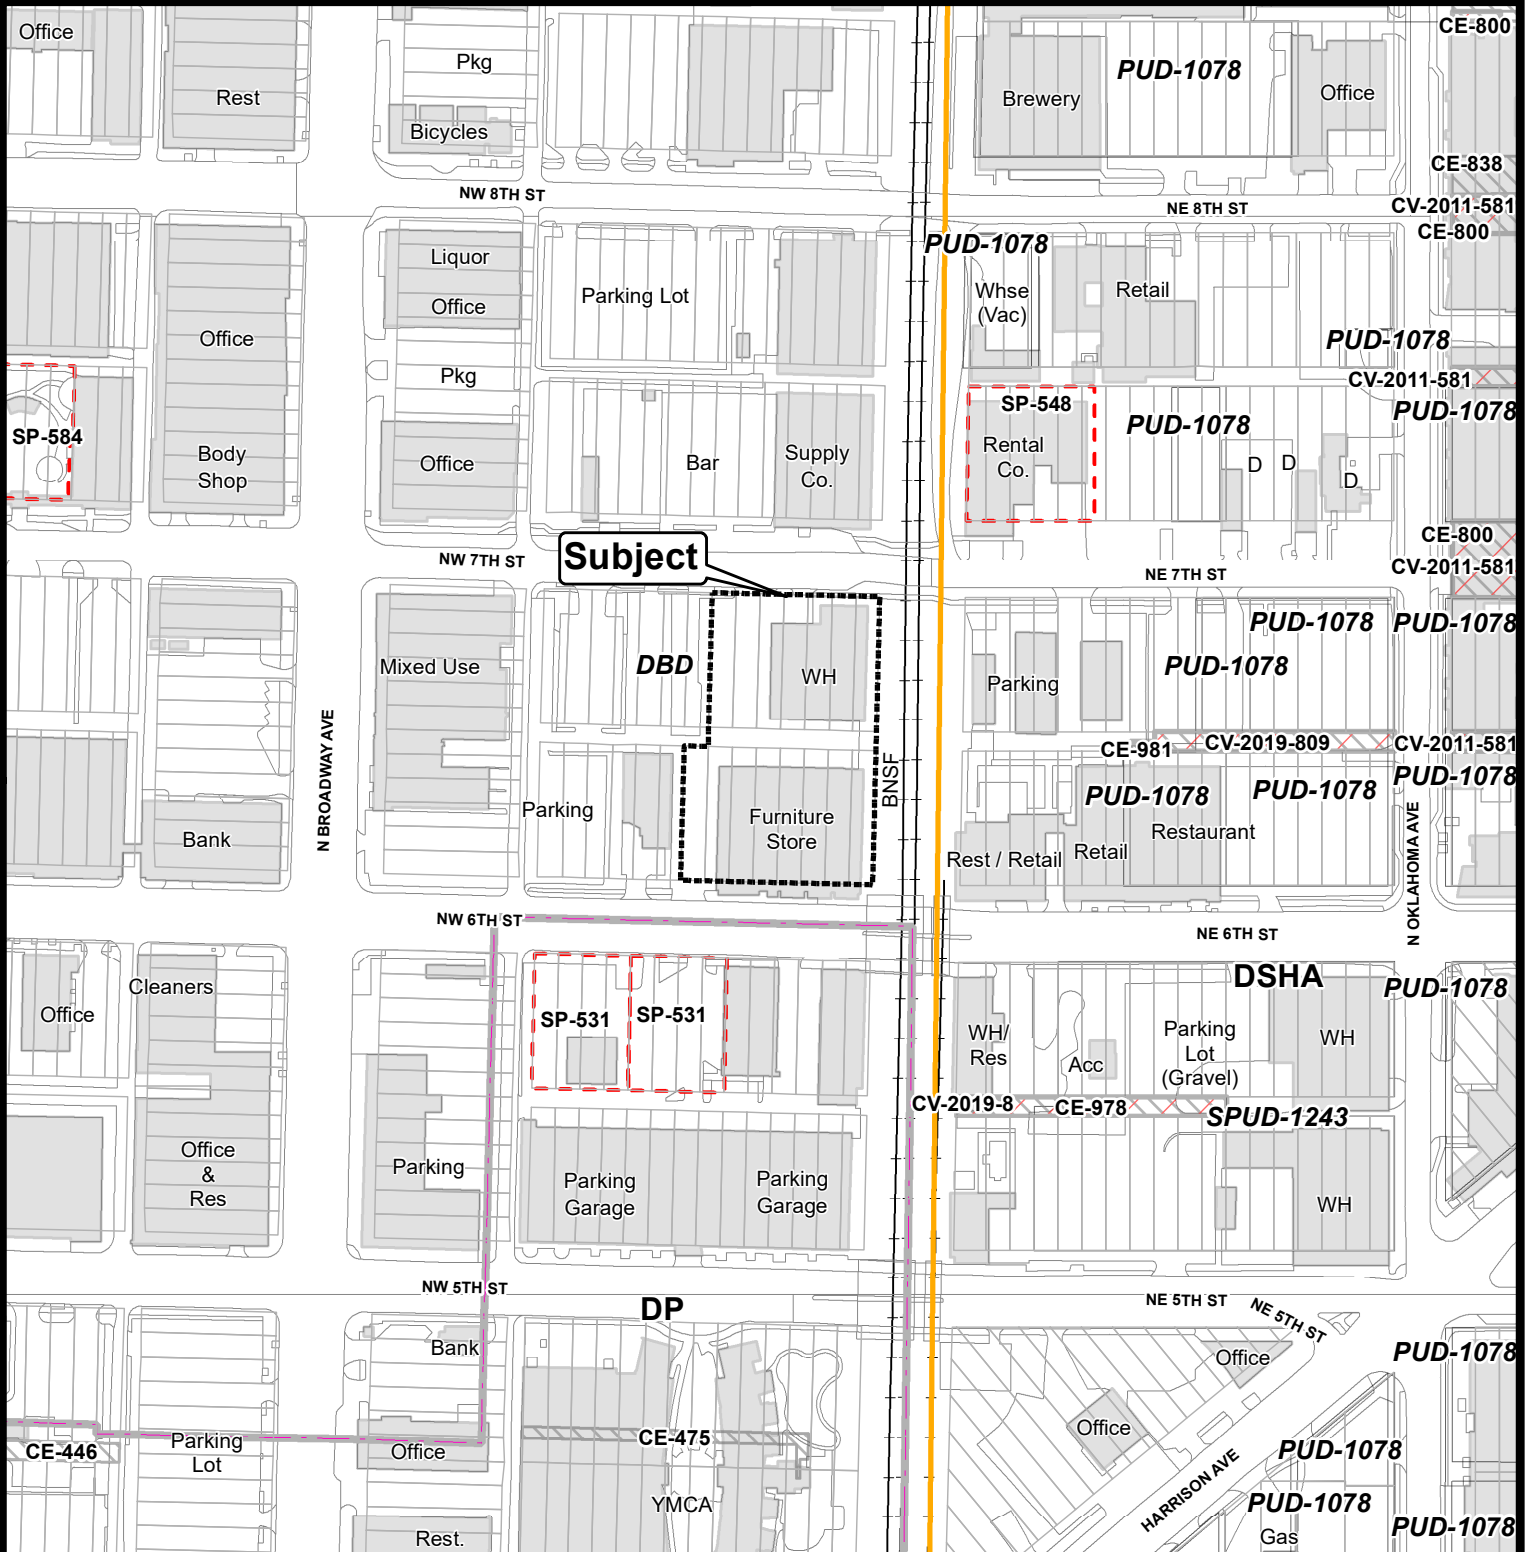 Office
Rest
Pkg
Bicycles
Brewery
PUD-1078
Office
CE-800
CE-838
NW 8TH ST
NE 8TH ST
CV-2011-581
CE-800
PUD-1078
Liquor
Office
Office
Parking Lot
Whse
(Vac)
Retail
PUD-1078
Pkg
CV-2011-581
SP-548
PUD-1078
PUD-1078
SP-584
Body
Shop
Office
Bar
Supply
Co.
Rental
Co.
D
D
D
CE-800
NW 7TH ST
Subject
NE 7TH ST
CV-2011-581
PUD-1078
PUD-1078
Mixed Use
DBD
WH
PUD-1078
Parking
N BROADWAY AVE
BNSF
CE-981
CV-2019-809
CV-2011-581
PUD-1078
PUD-1078
PUD-1078
Parking
Furniture
Store
Bank
Restaurant
Rest / Retail
Retail
N OKLAHOMA AVE
NW 6TH ST
NE 6TH ST
Cleaners
DSHA
PUD-1078
Office
SP-531
SP-531
WH/
Res
Acc
Parking
Lot
(Gravel)
WH
CV-2019-8
CE-978
SPUD-1243
Office
&
Res
Parking
Parking
Garage
Parking
Garage
WH
NW 5TH ST
DP
NE 5TH ST
NE 5TH ST
Bank
Office
PUD-1078
Office
CE-446
Parking
Lot
Office
CE-475
PUD-1078
HARRISON AVE
YMCA
PUD-1078
PUD-1078
Rest.
Gas